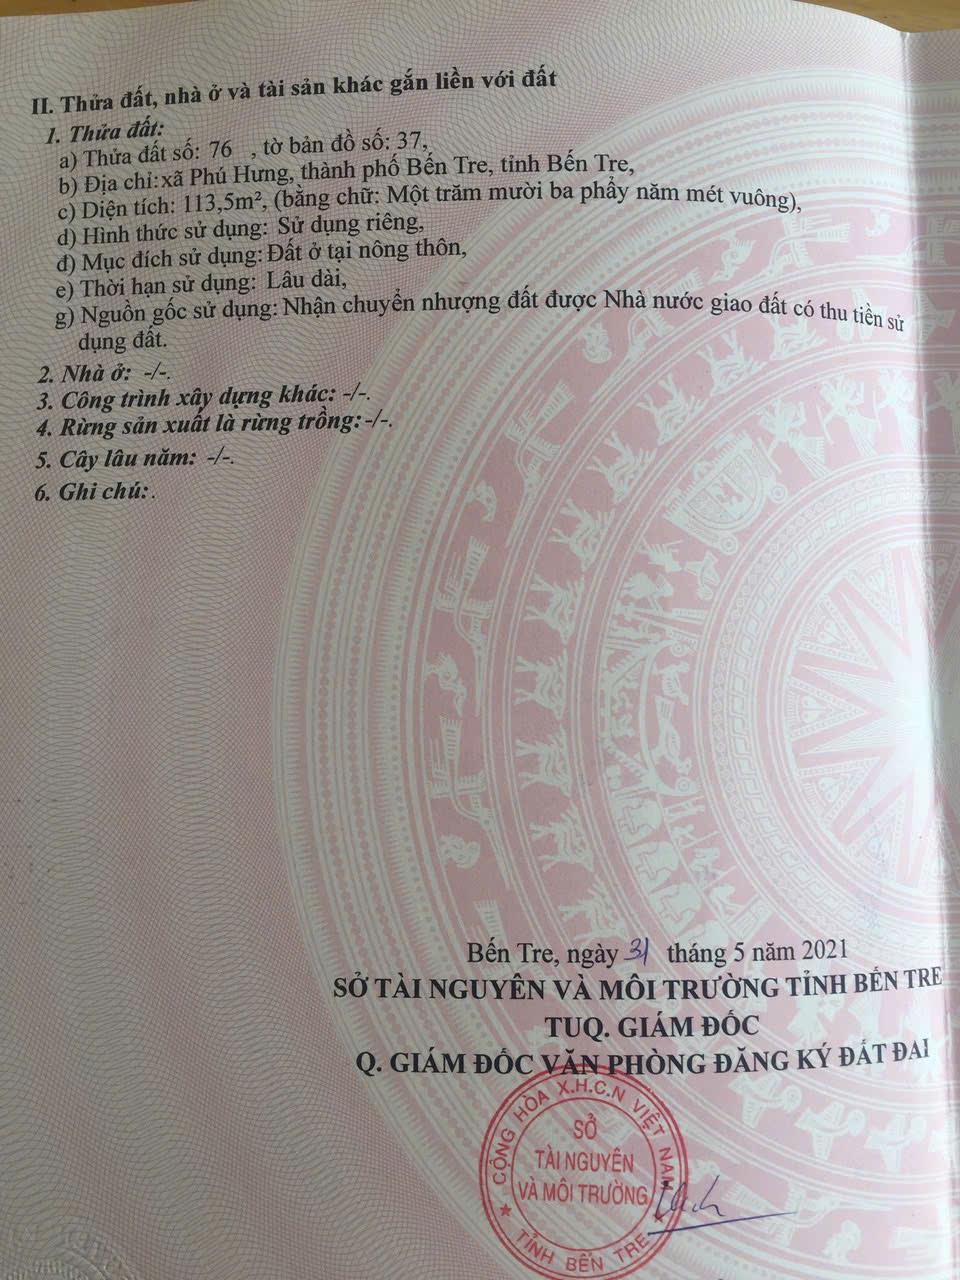 II. Thửa đất, nhà ở và tài sản khác gắn liền với đất
1. Thửa đất:
a) Thửa đất số: 76 , tờ bản đồ số: 37,
b) Địa chỉ: xã Phú Hưng, thành phố Bến Tre, tỉnh Bến Tre,
c) Diện tích: 113,5m², (bằng chữ: Một trăm mười ba phẩy năm mét vuông),
d) Hình thức sử dụng: Sử dụng riêng,
đ) Mục đích sử dụng: Đất ở tại nông thôn,
e) Thời hạn sử dụng: Lâu dài,
g) Nguồn gốc sử dụng: Nhận chuyển nhượng đất được Nhà nước giao đất có thu tiền sử
dụng đất.
2. Nhà ở: -/-.
3. Công trình xây dựng khác: -/-.
4. Rừng sản xuất là rừng trồng: -/-.
5. Cây lâu năm: -/-.
6. Ghi chú: .
Bến Tre, ngày 31 tháng 5 năm 2021
SỞ TÀI NGUYÊN VÀ MÔI TRƯỜNG TỈNH BẾN TRE
TUQ. GIÁM ĐỐC
Q. GIÁM ĐỐC VĂN PHÒNG ĐĂNG KÝ ĐẤT ĐAI
CỘNG HÒA X.H.C.N VIỆT NAM
SỞ
TÀI NGUYÊN
VÀ MÔI TRƯỜNG
★ TỈNH BẾN TRE ★